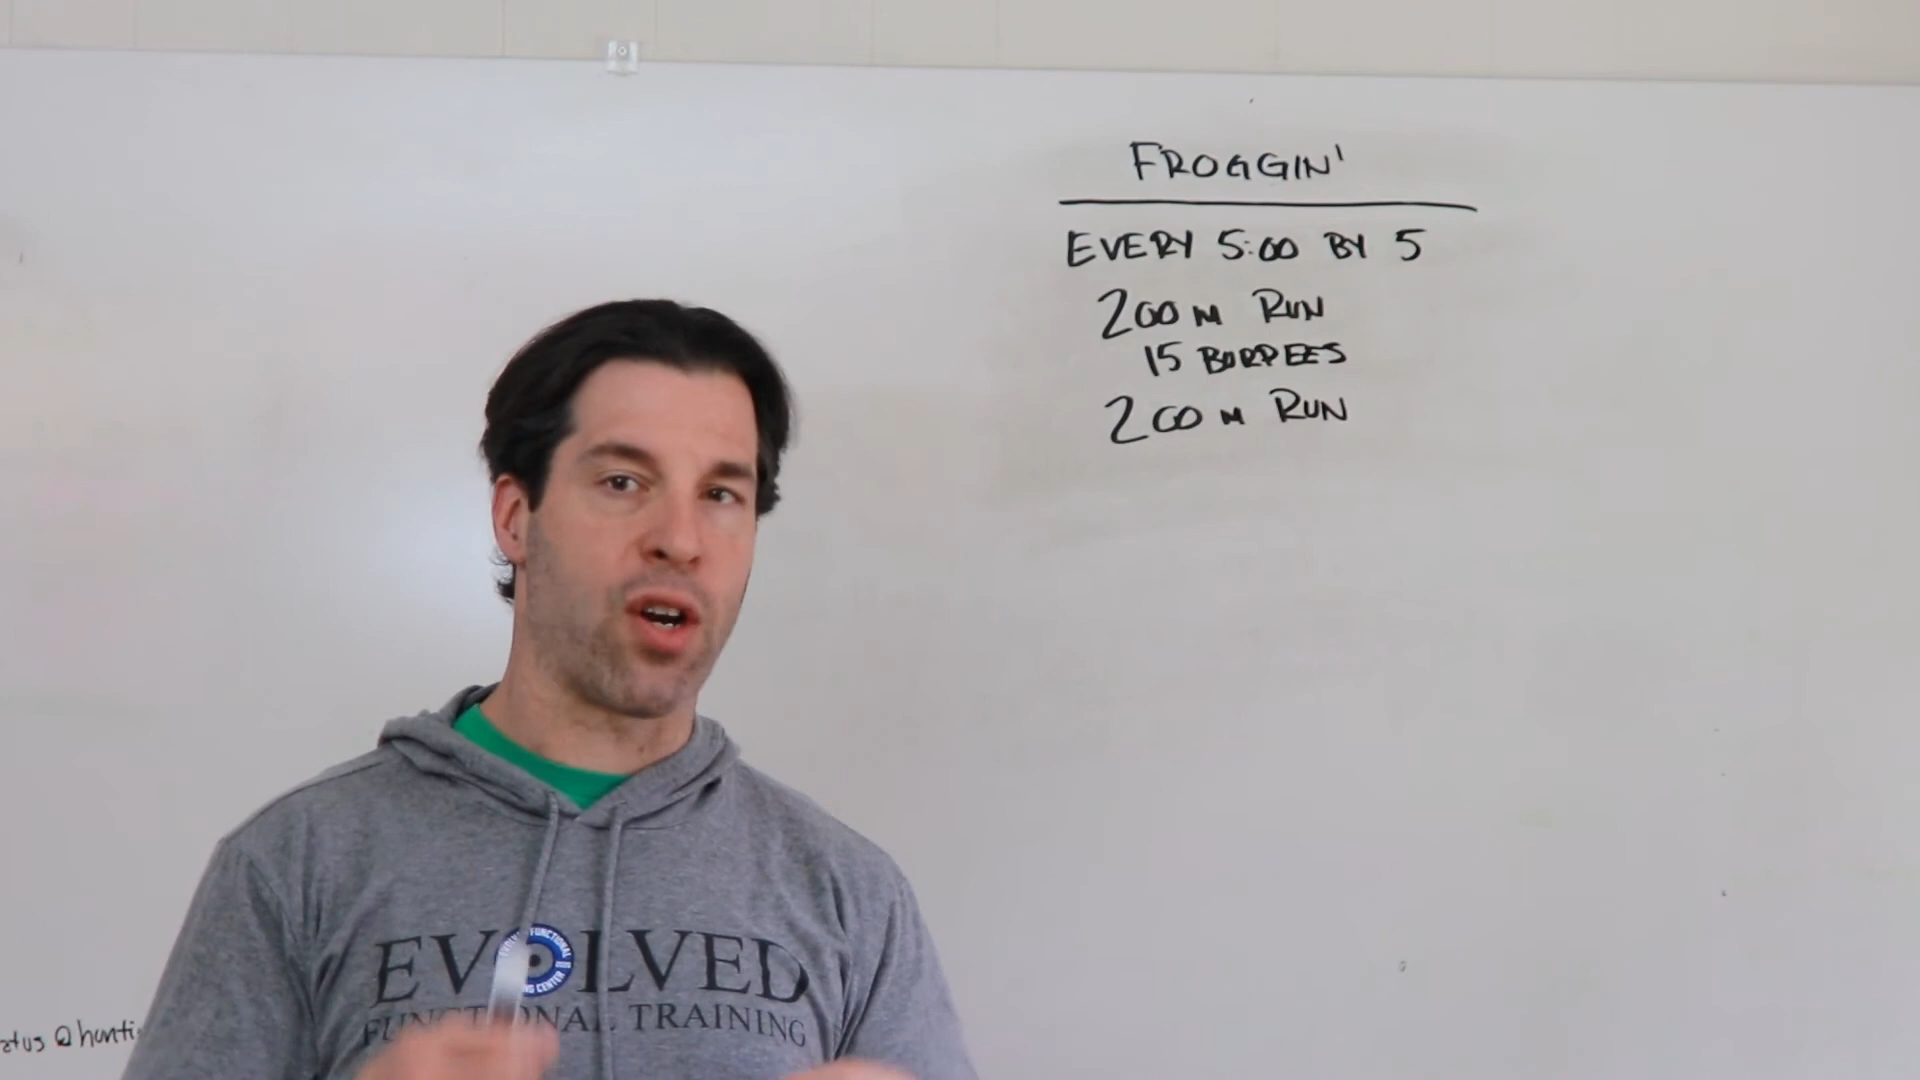 FROGGIN'
EVERY 5:00 BY 5
200 M RUN
15 BURPEES
200 M RUN
EVOLVED
FUNCTIONAL TRAINING